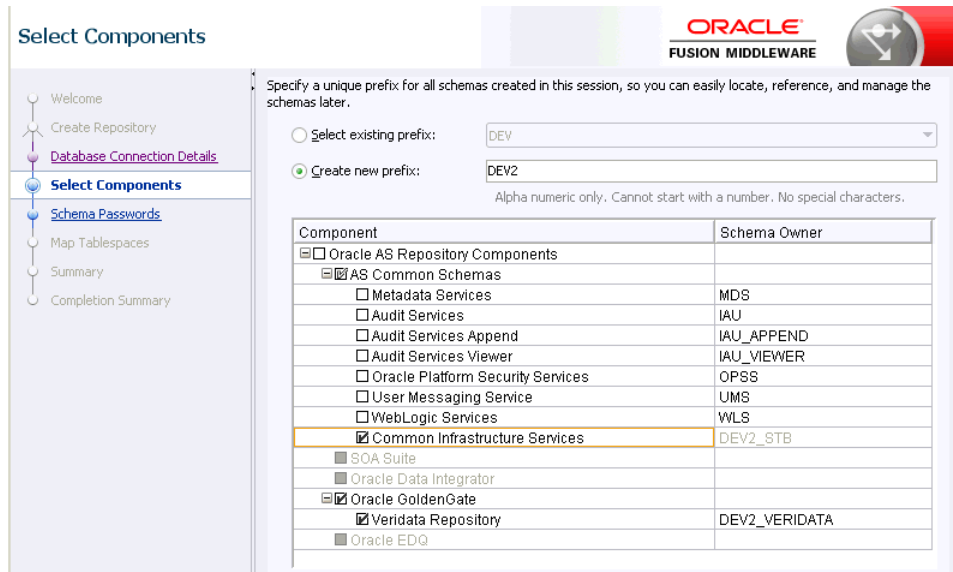 Select Components
ORACLE
FUSION MIDDLEWARE
Welcome
Create Repository
Database Connection Details
Select Components
Schema Passwords
Map Tablespaces
Summary
Completion Summary
Specify a unique prefix for all schemas created in this session, so you can easily locate, reference, and manage the
schemas later.
Select existing prefix: DEV
Create new prefix: DEV2
Alpha numeric only. Cannot start with a number. No special characters.
Component Schema Owner
Oracle AS Repository Components
AS Common Schemas
Metadata Services MDS
Audit Services IAU
Audit Services Append IAU_APPEND
Audit Services Viewer IAU_VIEWER
Oracle Platform Security Services OPSS
User Messaging Service UMS
WebLogic Services WLS
Common Infrastructure Services DEV2_STB
SOA Suite
Oracle Data Integrator
Oracle GoldenGate
Veridata Repository DEV2_VERIDATA
Oracle EDQ